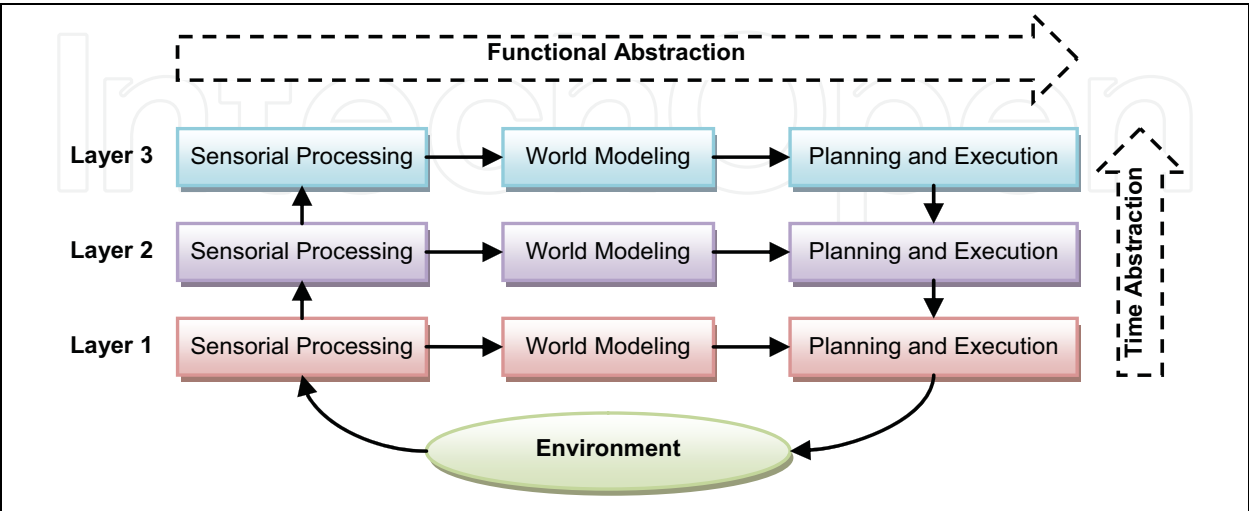 Functional Abstraction
IntechOpen
Layer 3 Sensorial Processing World Modeling Planning and Execution
Layer 2 Sensorial Processing World Modeling Planning and Execution
Layer 1 Sensorial Processing World Modeling Planning and Execution
Time Abstraction
Environment